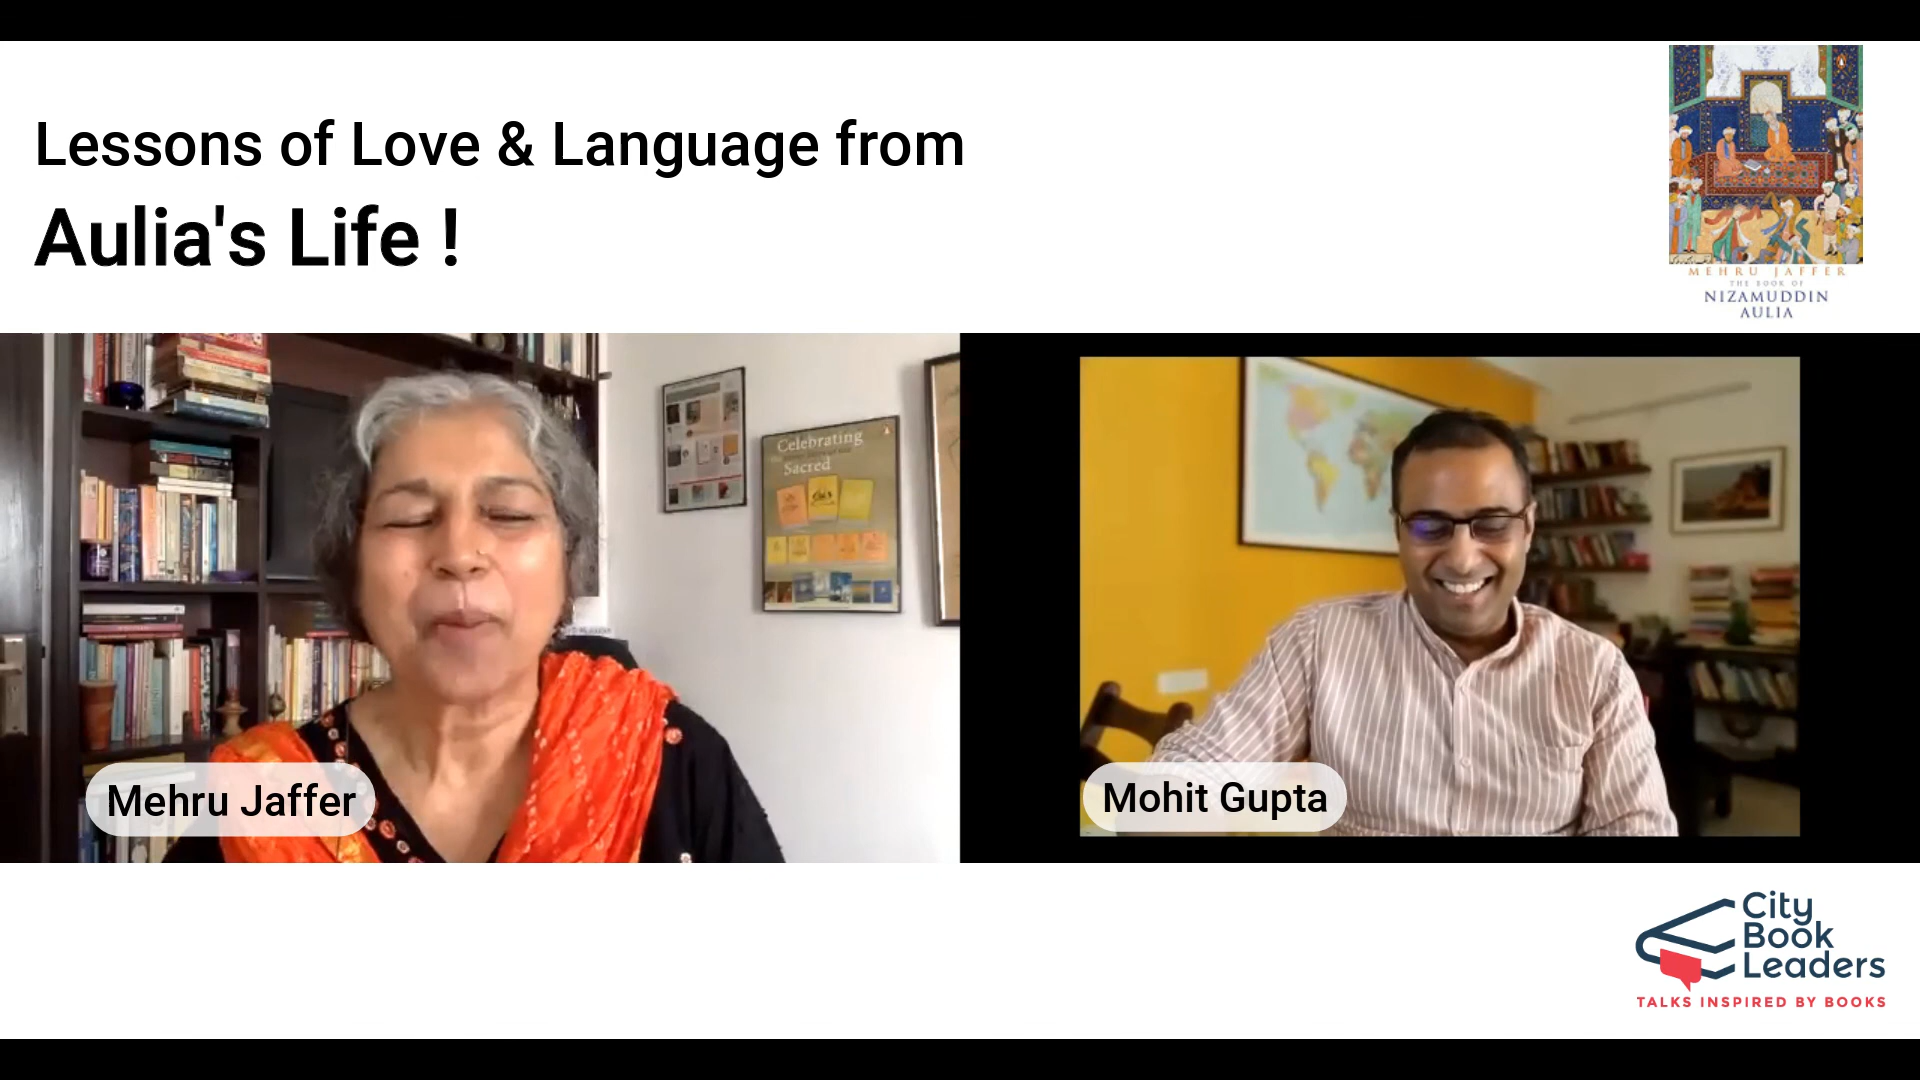 Lessons of Love & Language from
Aulia's Life !
MEHRU JAFFER
THE BOOK OF
NIZAMUDDIN
AULIA
Celebrating
Sacred
Mehru Jaffer
Mohit Gupta
City
Book
Leaders
TALKS INSPIRED BY BOOKS